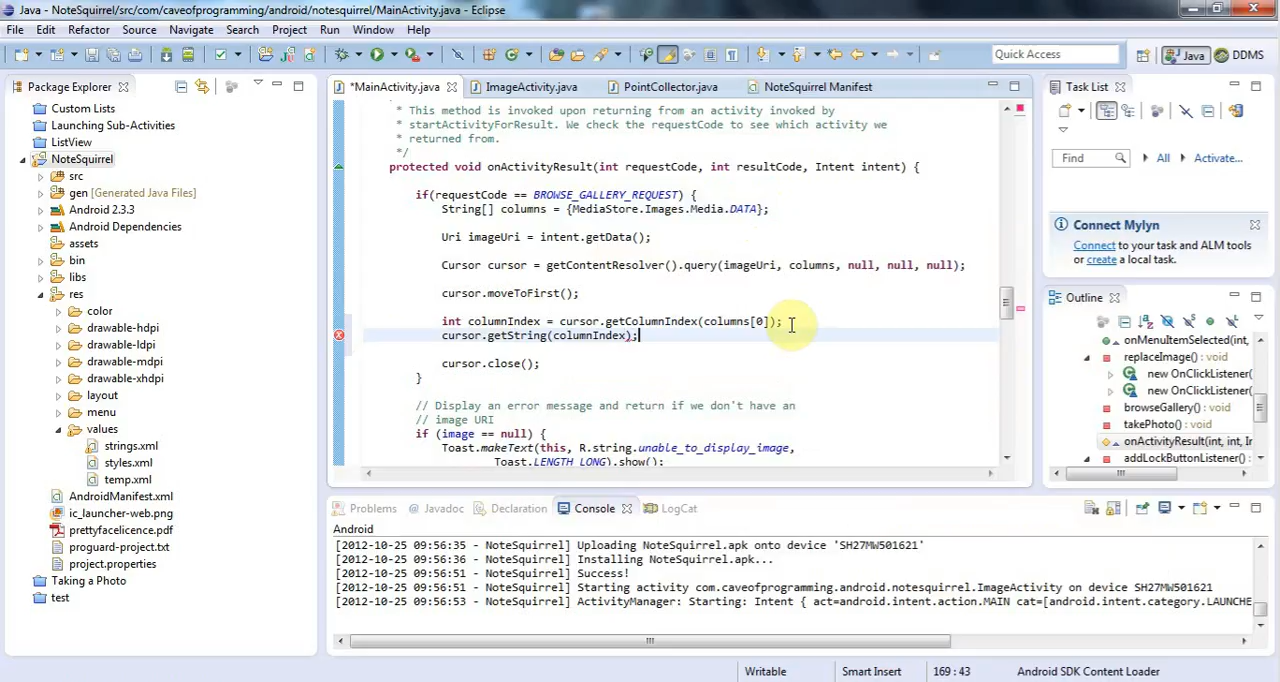 Java - NoteSquirrel/src/com/caveofprogramming/android/notesquirrel/MainActivity.java - Eclipse
File Edit Refactor Source Navigate Search Project Run Window Help
Quick Access
Java
DDMS
Package Explorer
Custom Lists
Launching Sub-Activities
ListView
NoteSquirrel
src
gen [Generated Java Files]
Android 2.3.3
Android Dependencies
assets
bin
libs
res
color
drawable-hdpi
drawable-ldpi
drawable-mdpi
drawable-xhdpi
layout
menu
values
strings.xml
styles.xml
temp.xml
AndroidManifest.xml
ic_launcher-web.png
prettyfacelicence.pdf
proguard-project.txt
project.properties
Taking a Photo
test
*MainActivity.java
ImageActivity.java
PointCollector.java
NoteSquirrel Manifest
* This method is invoked upon returning from an activity invoked by
* startActivityForResult. We check the requestCode to see which activity we
* returned from.
*/
protected void onActivityResult(int requestCode, int resultCode, Intent intent) {
if(requestCode == BROWSE_GALLERY_REQUEST) {
String[] columns = {MediaStore.Images.Media.DATA};
Uri imageUri = intent.getData();
Cursor cursor = getContentResolver().query(imageUri, columns, null, null, null);
cursor.moveToFirst();
int columnIndex = cursor.getColumnIndex(columns[0]);
cursor.getString(columnIndex);
cursor.close();
}
// Display an error message and return if we don't have an
// image URI
if (image == null) {
Toast.makeText(this, R.string.unable_to_display_image,
Toast.LENGTH_LONG).show();
Task List
Find
All
Activate...
Connect Mylyn
Connect to your task and ALM tools
or create a local task.
Outline
onMenuItemSelected(int,
replaceImage() : void
new OnClickListener(
new OnClickListener(
browseGallery() : void
takePhoto() : void
onActivityResult(int, int, In
addLockButtonListener() :
Problems
Javadoc
Declaration
Console
LogCat
Android
[2012-10-25 09:56:35 - NoteSquirrel] Uploading NoteSquirrel.apk onto device 'SH27MW501621'
[2012-10-25 09:56:36 - NoteSquirrel] Installing NoteSquirrel.apk...
[2012-10-25 09:56:51 - NoteSquirrel] Success!
[2012-10-25 09:56:51 - NoteSquirrel] Starting activity com.caveofprogramming.android.notesquirrel.ImageActivity on device SH27MW501621
[2012-10-25 09:56:53 - NoteSquirrel] ActivityManager: Starting: Intent { act=android.intent.action.MAIN cat=[android.intent.category.LAUNCHE
Writable
Smart Insert
169 : 43
Android SDK Content Loader